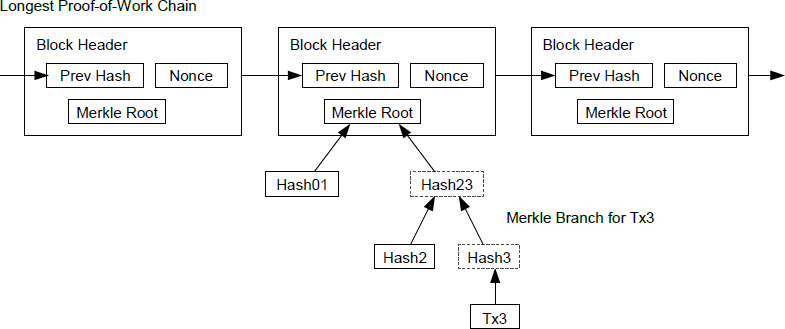 Longest Proof-of-Work Chain
Block Header
Block Header
Block Header
Prev Hash
Nonce
Prev Hash
Nonce
Prev Hash
Nonce
Merkle Root
Merkle Root
Merkle Root
Hash01
Hash23
Merkle Branch for Tx3
Hash2
Hash3
Tx3